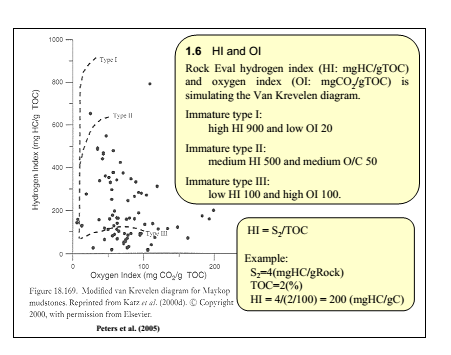 1000
800
600
400
200
0
0
100
200
Hydrogen Index (mg HC/g TOC)
Oxygen Index (mg CO2/g TOC)
Type I
Type II
Type III
Figure 18.169. Modified van Krevelen diagram for Maykop
mudstones. Reprinted from Katz et al. (2000d). © Copyright
2000, with permission from Elsevier.
Peters et al. (2005)
1.6 HI and OI
Rock Eval hydrogen index (HI: mgHC/gTOC)
and oxygen index (OI: mgCO2/gTOC) is
simulating the Van Krevelen diagram.
Immature type I:
high HI 900 and low OI 20
Immature type II:
medium HI 500 and medium O/C 50
Immature type III:
low HI 100 and high OI 100.
HI = S2/TOC
Example:
S2=4(mgHC/gRock)
TOC=2(%)
HI = 4/(2/100) = 200 (mgHC/gC)